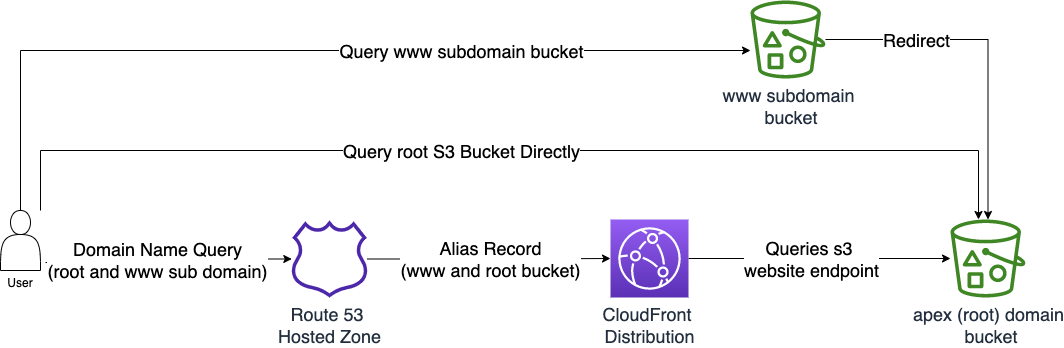 Query www subdomain bucket
Redirect
www subdomain
bucket
Query root S3 Bucket Directly
Domain Name Query
(root and www sub domain)
Alias Record
(www and root bucket)
Queries s3
website endpoint
User
Route 53
Hosted Zone
CloudFront
Distribution
apex (root) domain
bucket